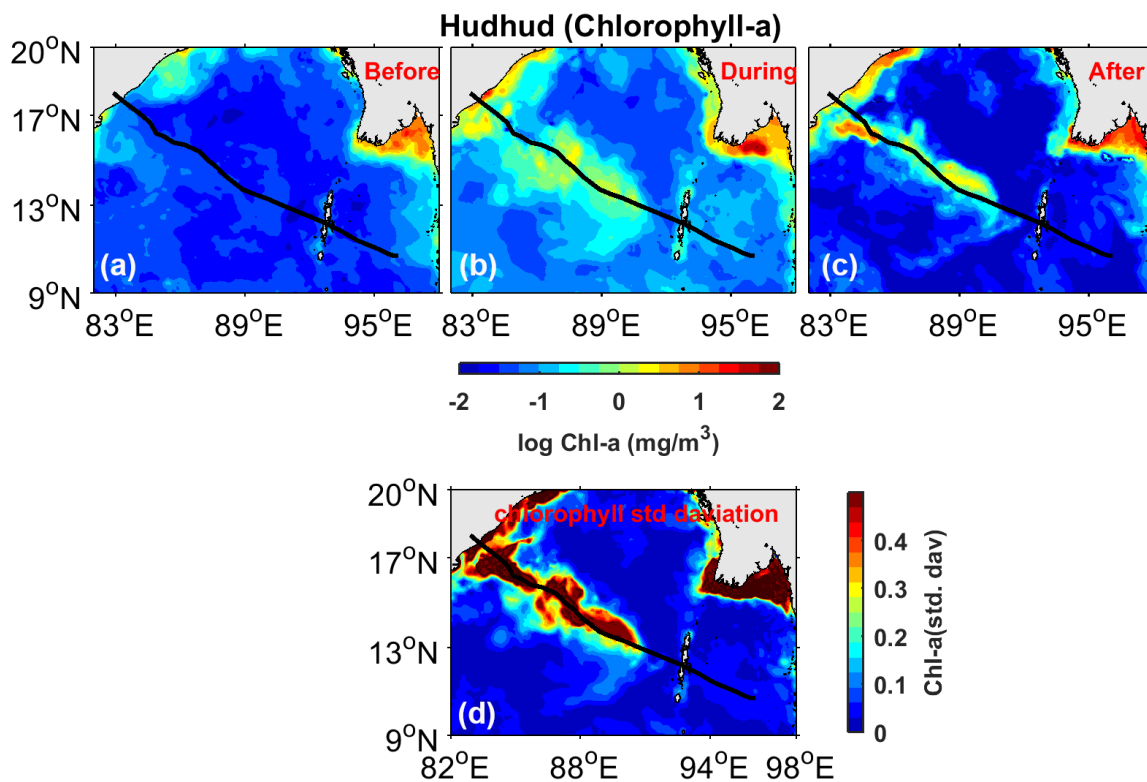 Hudhud (Chlorophyll-a)
20°N
17°N
13°N
9°N
Before
During
After
(a)
(b)
(c)
83°E 89°E 95°E
83°E 89°E 95°E
83°E 89°E 95°E
-2 -1 0 1 2
log Chl-a (mg/m³)
20°N
17°N
13°N
9°N
chlorophyll std daviation
(d)
82°E 88°E 94°E 98°E
0.4
0.3
0.2
0.1
0
Chl-a(std. dav)